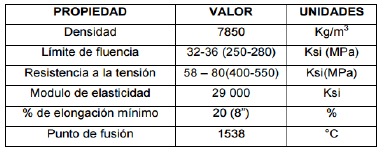 PROPIEDAD VALOR UNIDADES
Densidad 7850 Kg/m³
Límite de fluencia 32-36 (250-280) Ksi (MPa)
Resistencia a la tensión 58 – 80(400-550) Ksi(MPa)
Modulo de elasticidad 29 000 Ksi
% de elongación mínimo 20 (8") %
Punto de fusión 1538 °C